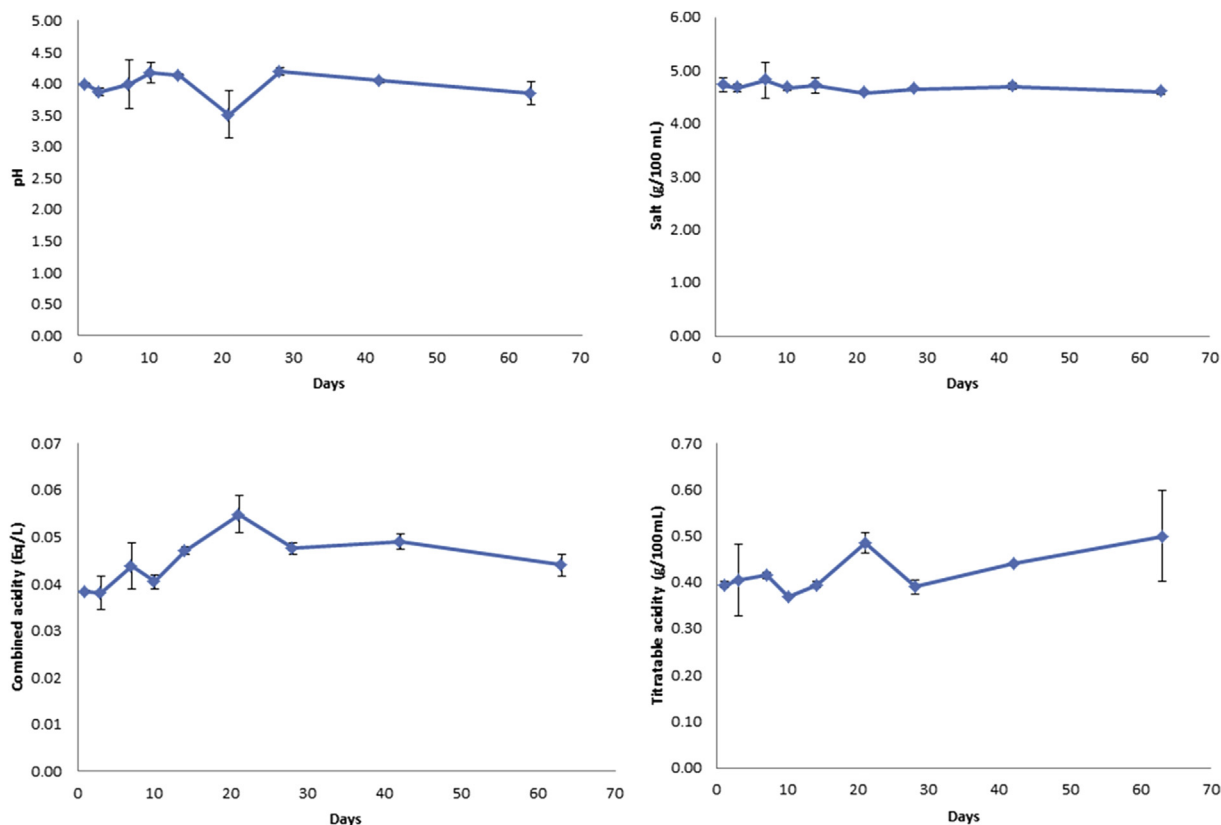 5.00
4.50
4.00
3.50
3.00
2.50
2.00
1.50
1.00
0.50
0.00
pH
0 10 20 30 40 50 60 70
Days
6.00
5.00
4.00
3.00
2.00
1.00
0.00
Salt (g/100 mL)
0 10 20 30 40 50 60 70
Days
0.07
0.06
0.05
0.04
0.03
0.02
0.01
0.00
Combined acidity (Eq/L)
0 10 20 30 40 50 60 70
Days
0.70
0.60
0.50
0.40
0.30
0.20
0.10
0.00
Titratable acidity (g/100mL)
0 10 20 30 40 50 60 70
Days